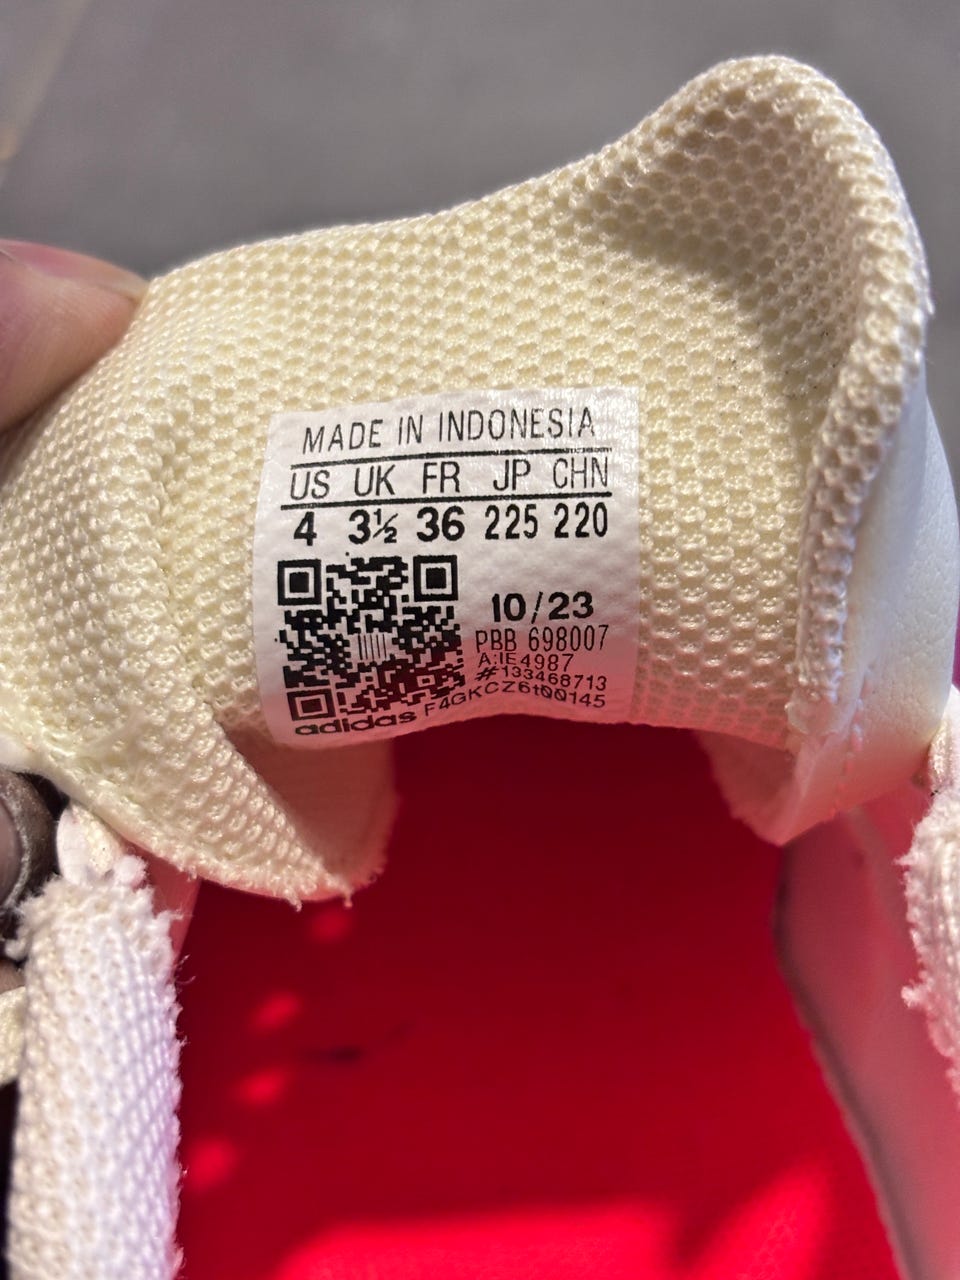 MADE IN INDONESIA
US UK FR JP CHN
4 3½ 36 225 220
10/23
PBB 698007
A:IE4987
#133468713
adidas F4GKCZ6t00145